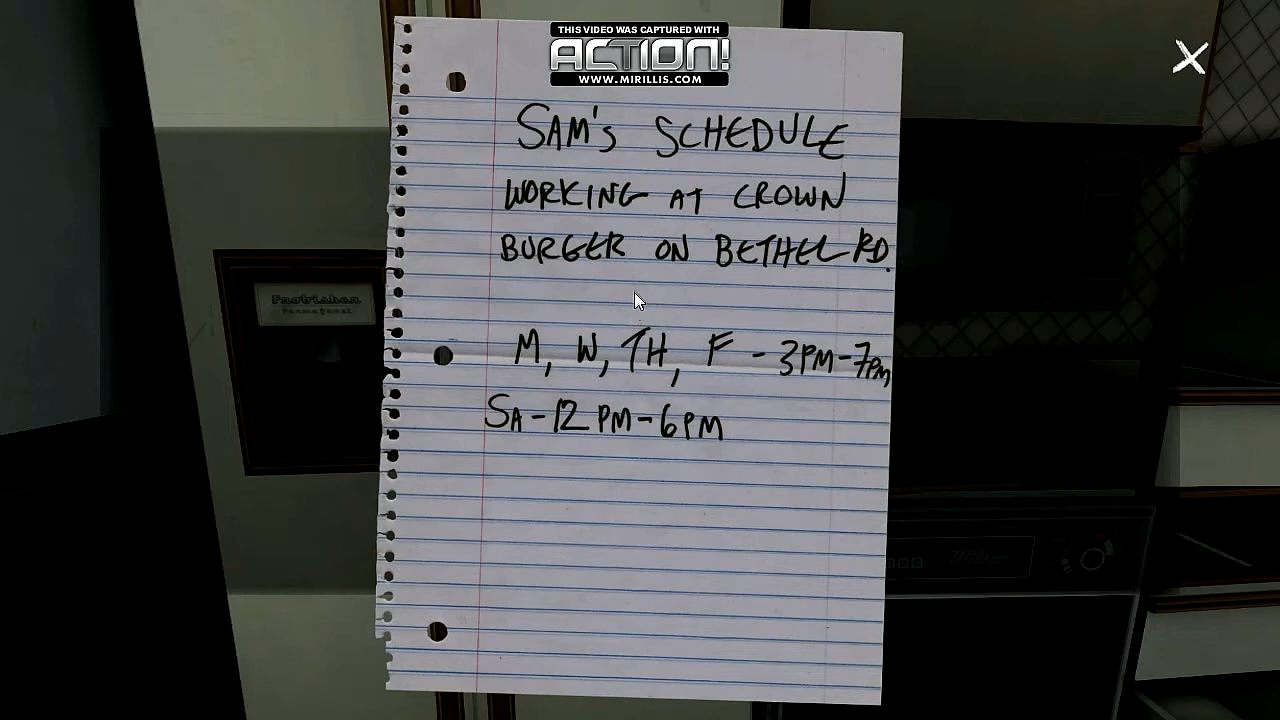 THIS VIDEO WAS CAPTURED WITH
ACTION!
WWW.MIRILLIS.COM
SAM'S SCHEDULE
WORKING AT CROWN
BURGER ON BETHEL RD.
M, W, TH, F - 3PM-7PM
SA-12 PM-6PM